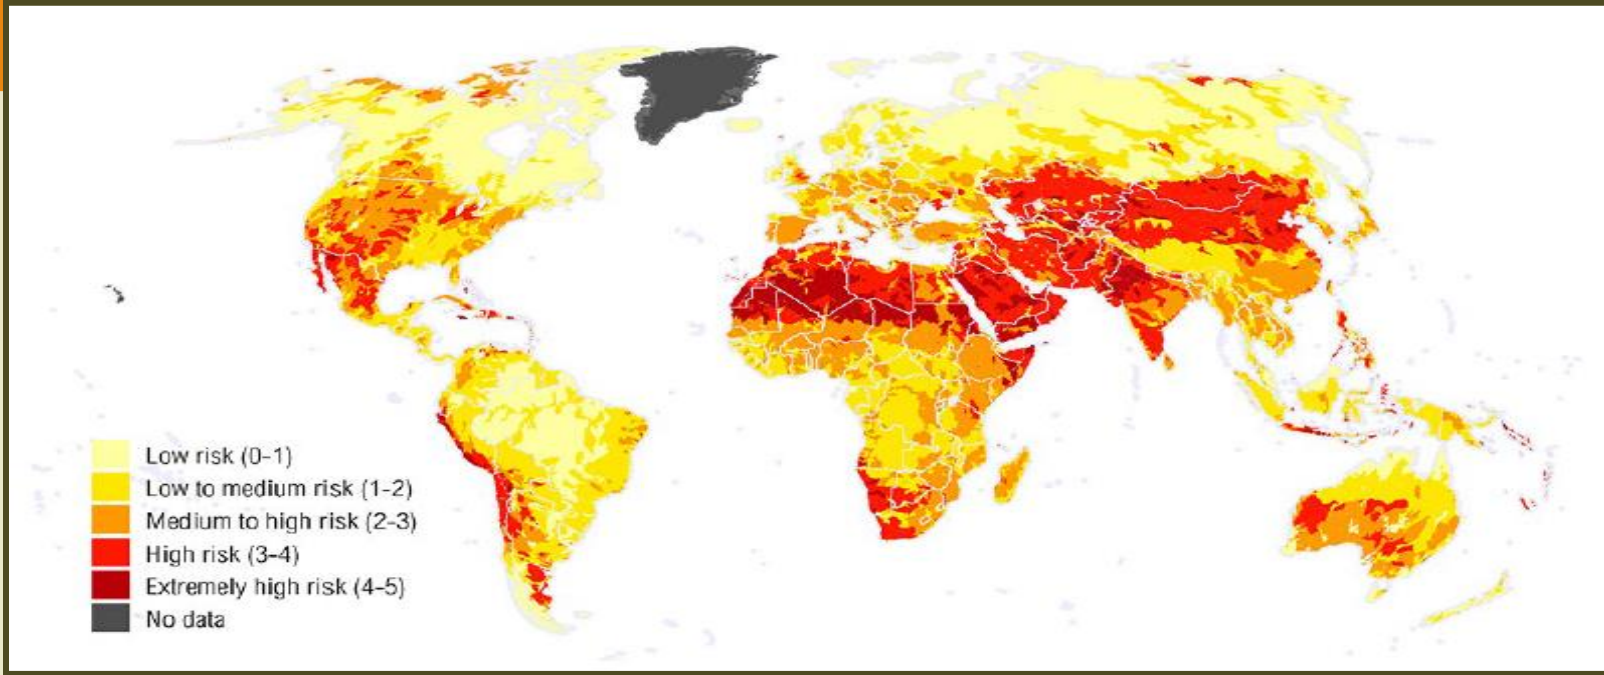 Low risk (0-1)
Low to medium risk (1-2)
Medium to high risk (2-3)
High risk (3-4)
Extremely high risk (4-5)
No data